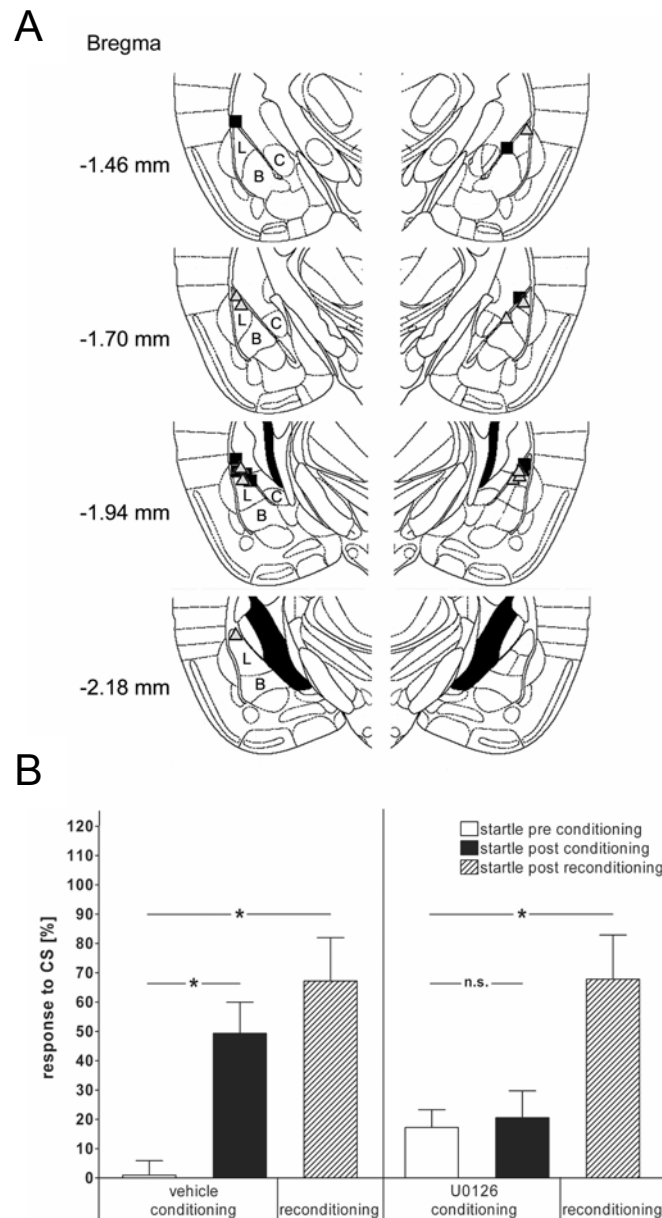 A
Bregma
-1.46 mm
L
C
B
-1.70 mm
L
C
B
-1.94 mm
L
C
B
-2.18 mm
L
B
B
response to CS [%]
120
110
100
90
80
70
60
50
40
30
20
10
0
startle pre conditioning
startle post conditioning
startle post reconditioning
*
*
*
n.s.
vehicle
conditioning
reconditioning
U0126
conditioning
reconditioning